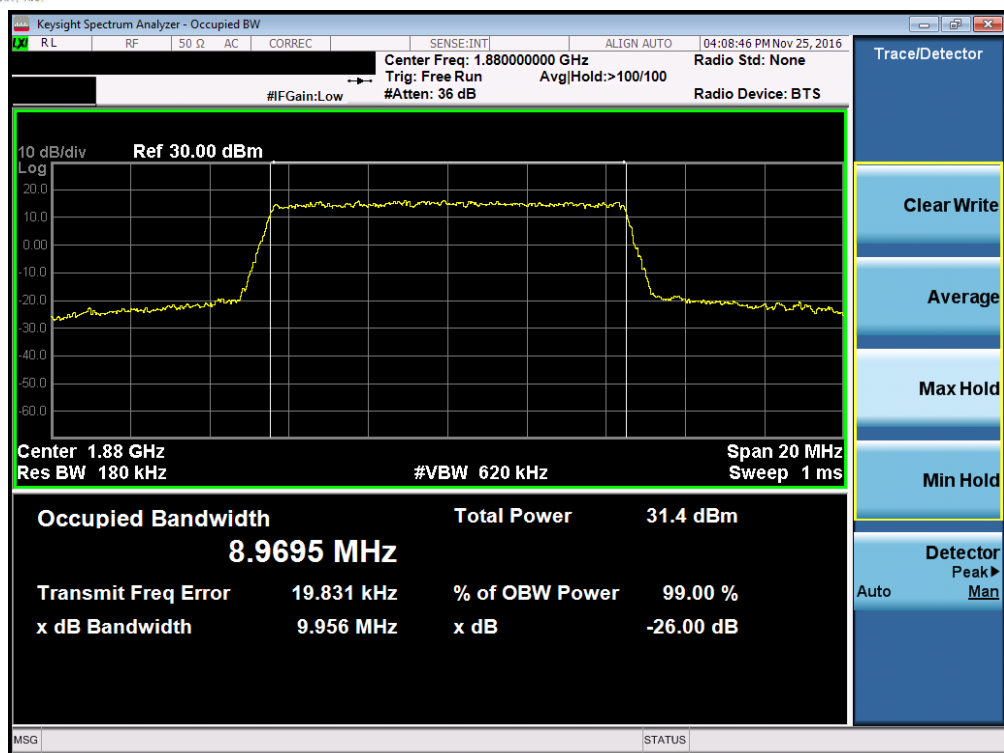 Keysight Spectrum Analyzer - Occupied BW
LXI RL RF 50 Ω AC CORREC SENSE:INT ALIGN AUTO 04:08:46 PM Nov 25, 2016
Center Freq: 1.880000000 GHz Radio Std: None
Trig: Free Run Avg|Hold:>100/100
#IFGain:Low #Atten: 36 dB Radio Device: BTS
10 dB/div Ref 30.00 dBm
Log
20.0
10.0
0.00
-10.0
-20.0
-30.0
-40.0
-50.0
-60.0
Center 1.88 GHz Span 20 MHz
Res BW 180 kHz #VBW 620 kHz Sweep 1 ms
Occupied Bandwidth Total Power 31.4 dBm
8.9695 MHz
Transmit Freq Error 19.831 kHz % of OBW Power 99.00 %
x dB Bandwidth 9.956 MHz x dB -26.00 dB
MSG STATUS
Trace/Detector
Clear Write
Average
Max Hold
Min Hold
Detector
Peak▶
Auto Man